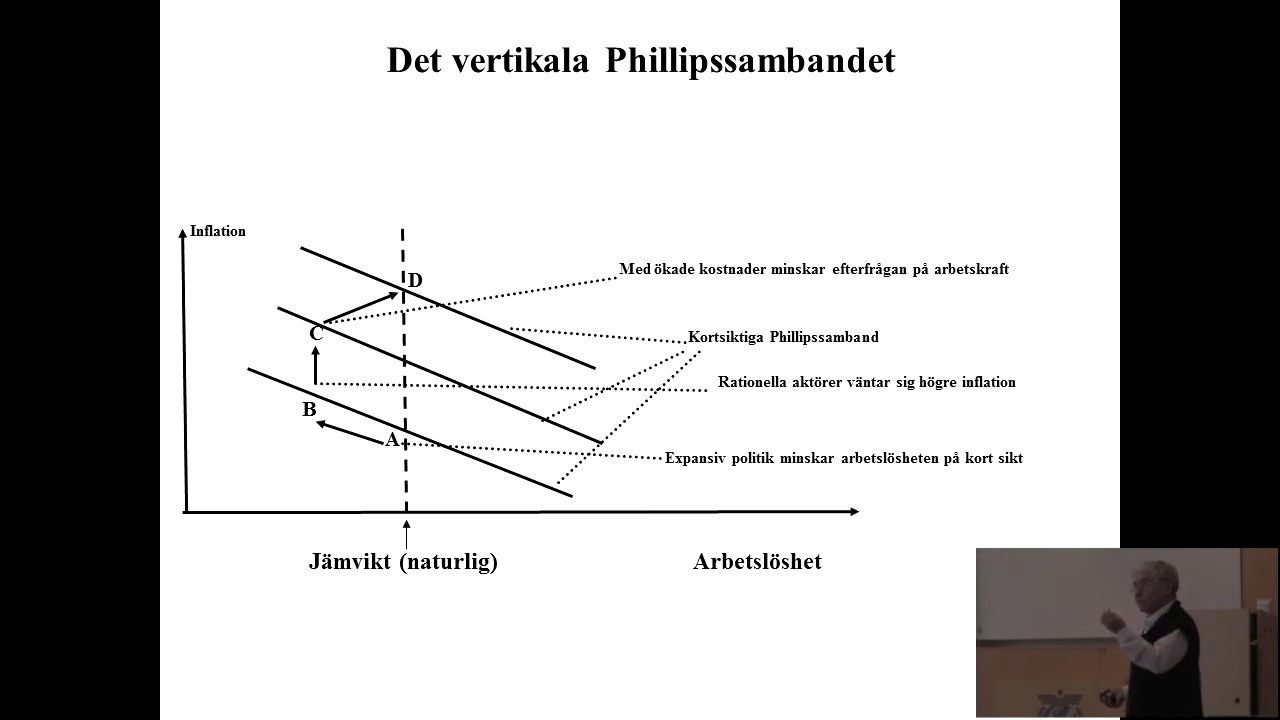 Det vertikala Phillipssambandet
Inflation
Med ökade kostnader minskar efterfrågan på arbetskraft
D
C
Kortsiktiga Phillipssamband
Rationella aktörer väntar sig högre inflation
B
A
Expansiv politik minskar arbetslösheten på kort sikt
Jämvikt (naturlig)
Arbetslöshet